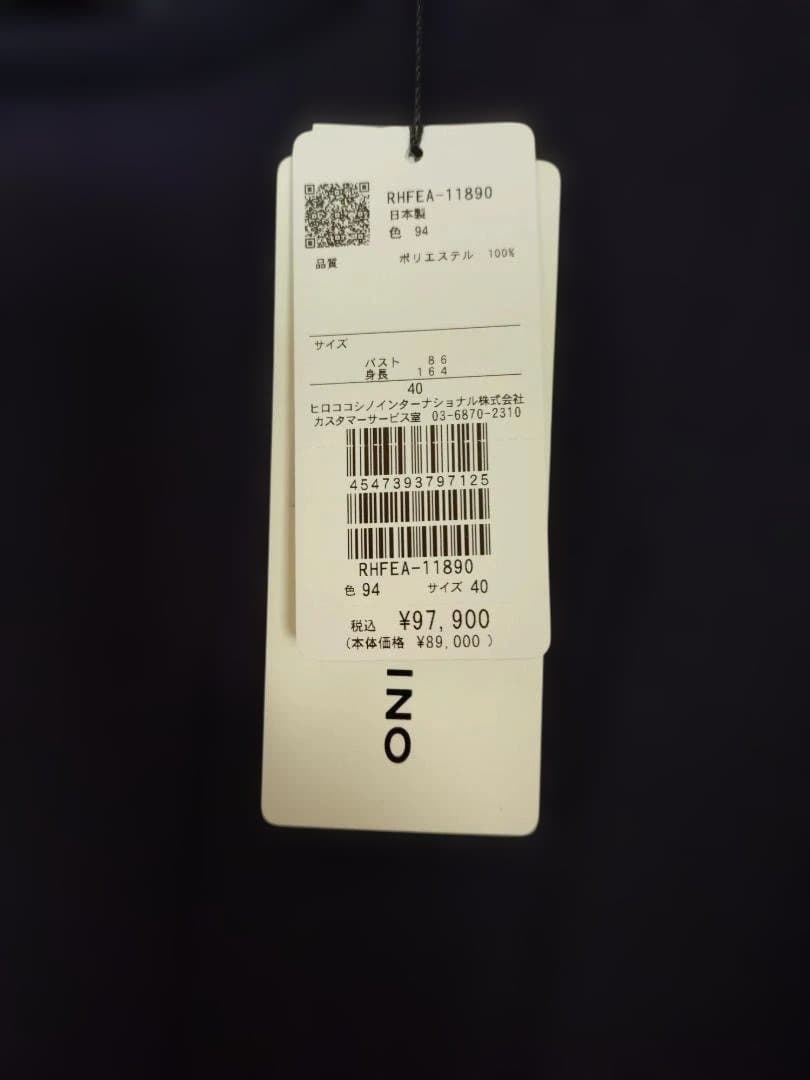 RHFEA-11890
日本製
色 94
品質 ポリエステル 100%
サイズ
バスト 86
身長 164
40
ヒロココシノインターナショナル株式会社
カスタマーサービス室 03-6870-2310
4547393797125
RHFEA-11890
色 94 サイズ 40
税込 ¥97,900
(本体価格 ¥89,000 )
INO